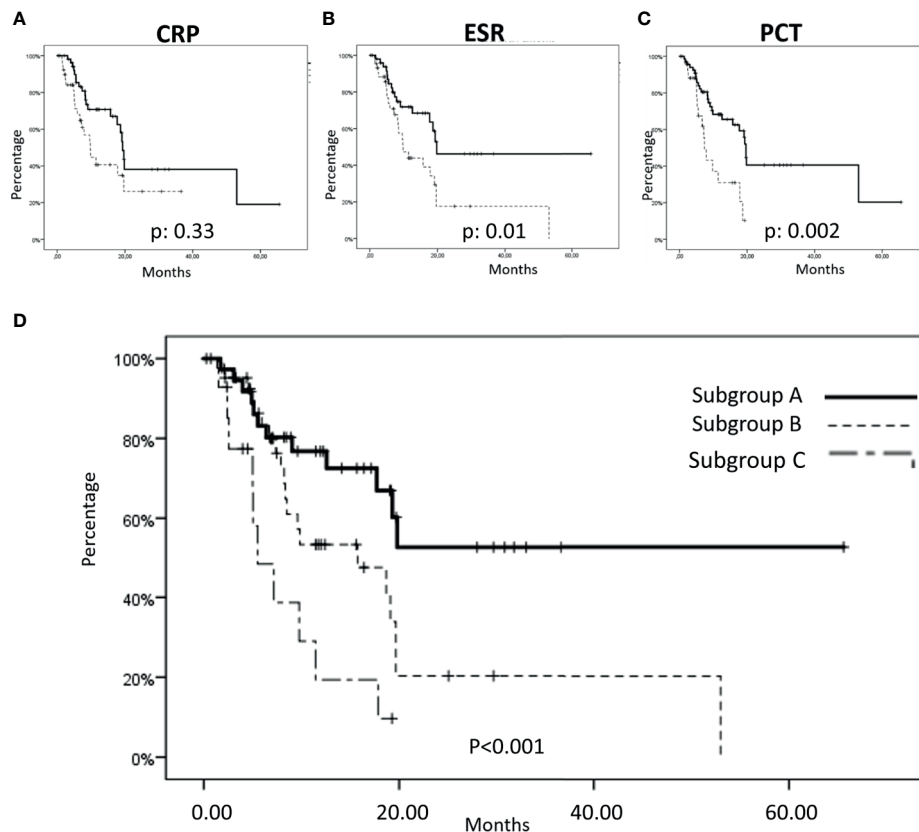 A
CRP
100%
80%
60%
40%
20%
0%
Percentage
p: 0.33
,00
20,00
40,00
60,00
Months
B
ESR
100%
80%
60%
40%
20%
0%
Percentage
p: 0.01
,00
20,00
40,00
60,00
Months
C
PCT
100%
80%
60%
40%
20%
0%
Percentage
p: 0.002
,00
20,00
40,00
60,00
Months
D
100%
80%
60%
40%
20%
0%
Percentage
Subgroup A
Subgroup B
Subgroup C
P<0.001
0.00
20.00
40.00
60.00
Months